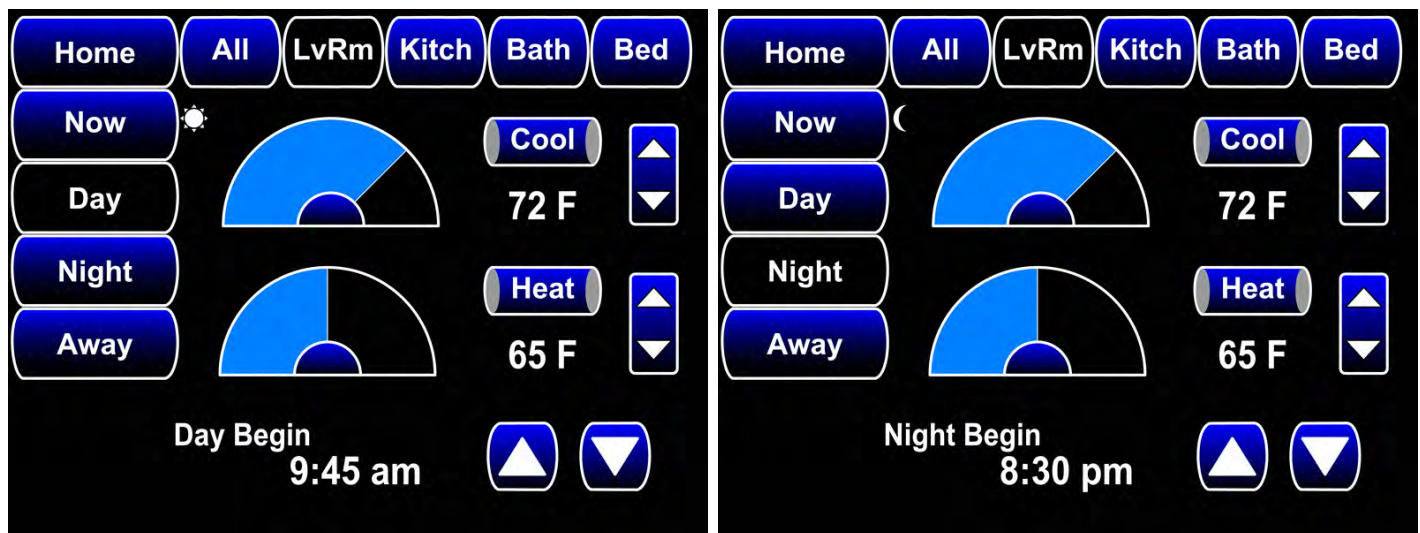 Home All LvRm Kitch Bath Bed
Now
Cool
Day
72 F
Night
Heat
Away
65 F
Day Begin
9:45 am
Home All LvRm Kitch Bath Bed
Now
Cool
Day
72 F
Night
Heat
Away
65 F
Night Begin
8:30 pm